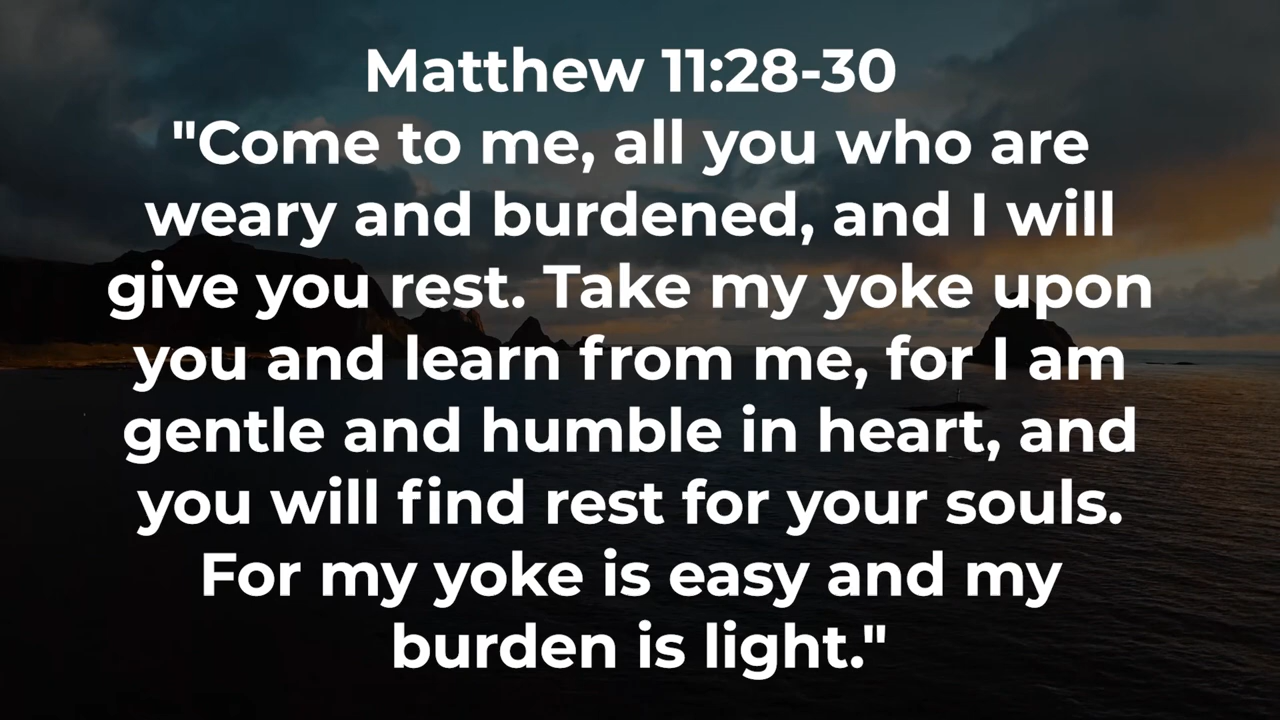 Matthew 11:28-30
"Come to me, all you who are
weary and burdened, and I will
give you rest. Take my yoke upon
you and learn from me, for I am
gentle and humble in heart, and
you will find rest for your souls.
For my yoke is easy and my
burden is light."